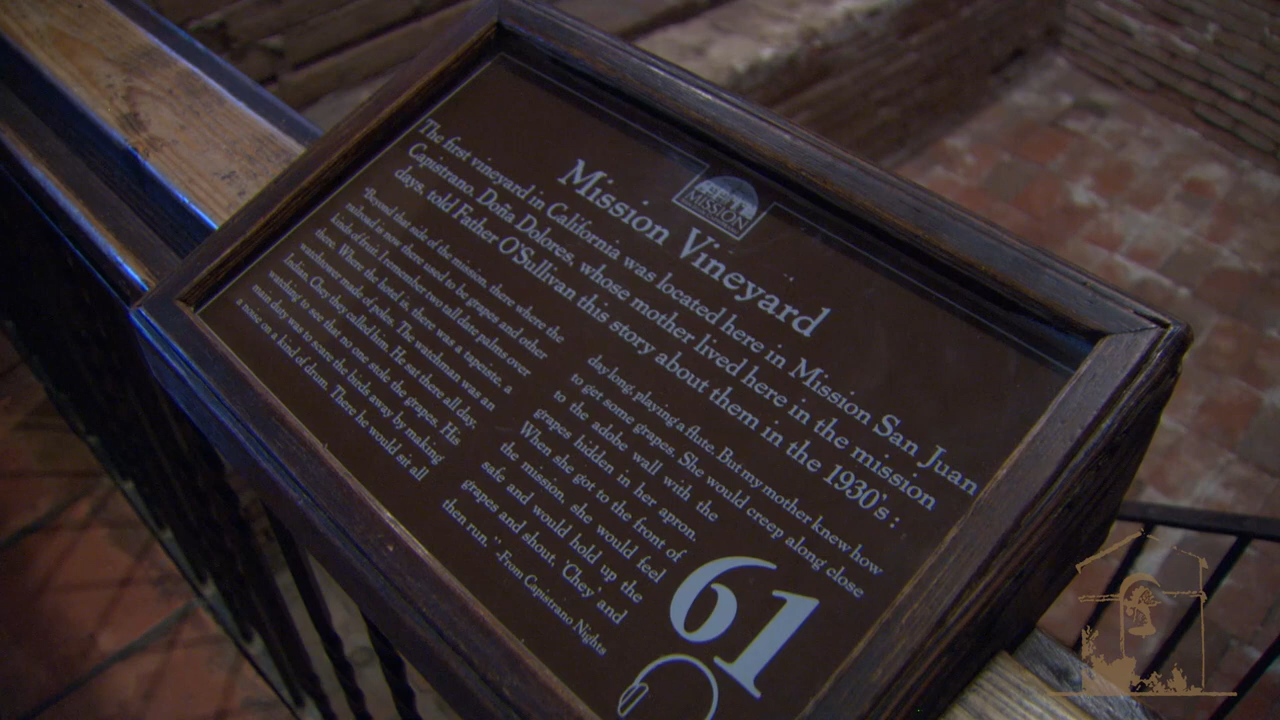 MISSION
Mission Vineyard
The first vineyard in California was located here in Mission San Juan
Capistrano. Doña Dolores, whose mother lived here in the mission
days, told Father O'Sullivan this story about them in the 1930's:
"Beyond the side of the mission, there where the
railroad is now there used to be grapes and other
kinds of fruit. I remember two tall date palms over
there. Where the hotel is, there was a tapeiste, a
watchtower made of poles. The watchman was an
Indian. Oso, they called him. He sat there all day,
watching to see that no one stole the grapes. His
main duty was to scare the birds away by making
a noise on a kind of drum. There he would sit all
day long, playing a flute. But my mother knew how
to get some grapes. She would creep along close
to the adobe wall with the
grapes hidden in her apron.
When she got to the front of
the mission, she would feel
safe and would hold up the
grapes and shout, 'Chey' and
then run."-From Capistrano Nights
61